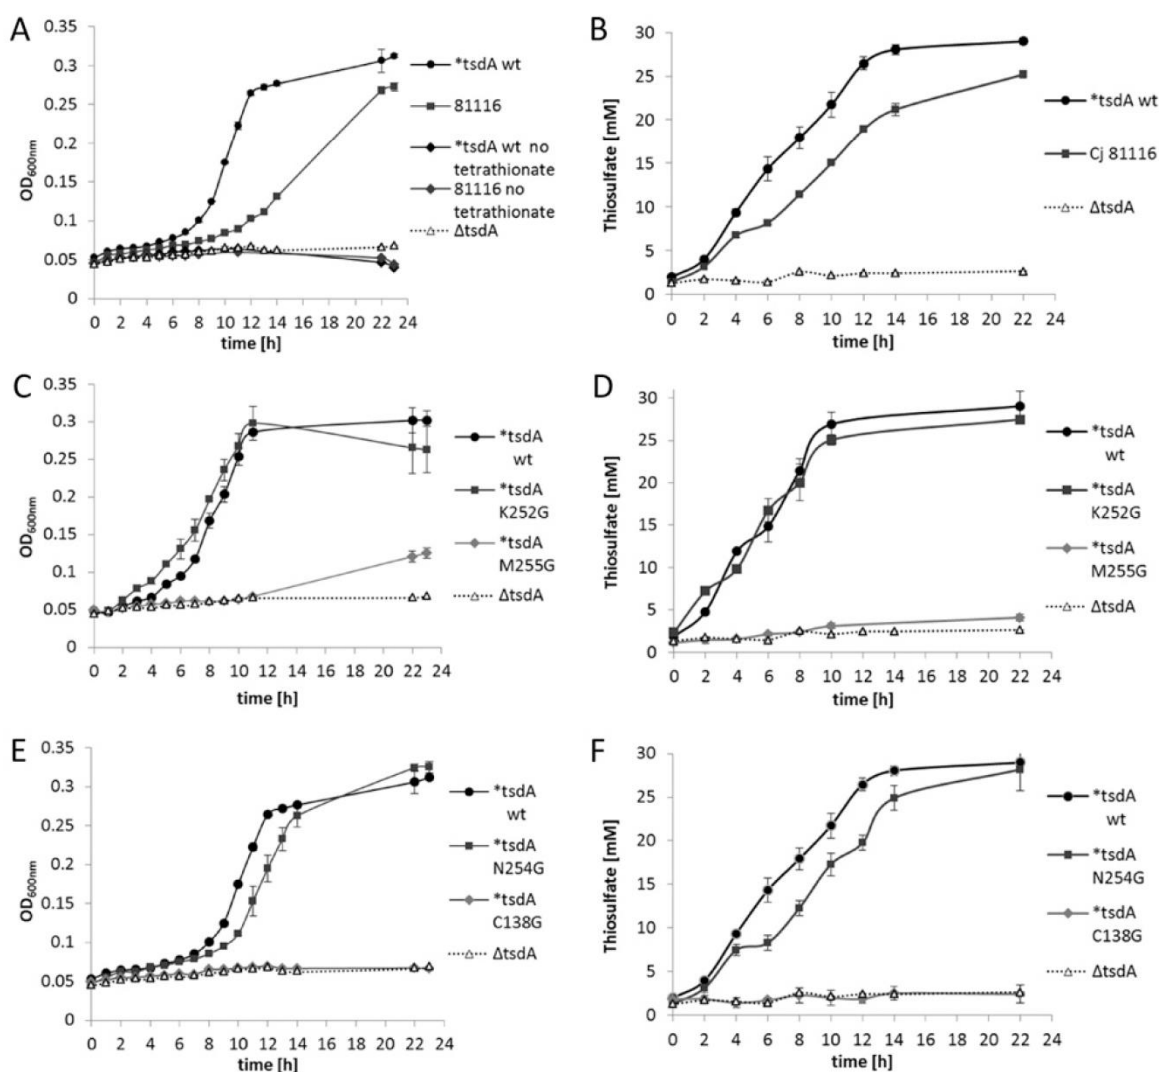 A
0.35
0.3
0.25
0.2
0.15
0.1
0.05
0
OD600nm
0 2 4 6 8 10 12 14 16 18 20 22 24
time [h]
*tsdA wt
81116
*tsdA wt no
tetrathionate
81116 no
tetrathionate
ΔtsdA
B
30
25
20
15
10
5
0
Thiosulfate [mM]
0 2 4 6 8 10 12 14 16 18 20 22 24
time [h]
*tsdA wt
Cj 81116
ΔtsdA
C
0.35
0.3
0.25
0.2
0.15
0.1
0.05
0
OD600nm
0 2 4 6 8 10 12 14 16 18 20 22 24
time [h]
*tsdA
wt
*tsdA
K252G
*tsdA
M255G
ΔtsdA
D
30
25
20
15
10
5
0
Thiosulfate [mM]
0 2 4 6 8 10 12 14 16 18 20 22 24
time [h]
*tsdA
wt
*tsdA
K252G
*tsdA
M255G
ΔtsdA
E
0.35
0.3
0.25
0.2
0.15
0.1
0.05
0
OD600nm
0 2 4 6 8 10 12 14 16 18 20 22 24
time [h]
*tsdA
wt
*tsdA
N254G
*tsdA
C138G
ΔtsdA
F
30
25
20
15
10
5
0
Thiosulfate [mM]
0 2 4 6 8 10 12 14 16 18 20 22 24
time [h]
*tsdA
wt
*tsdA
N254G
*tsdA
C138G
ΔtsdA